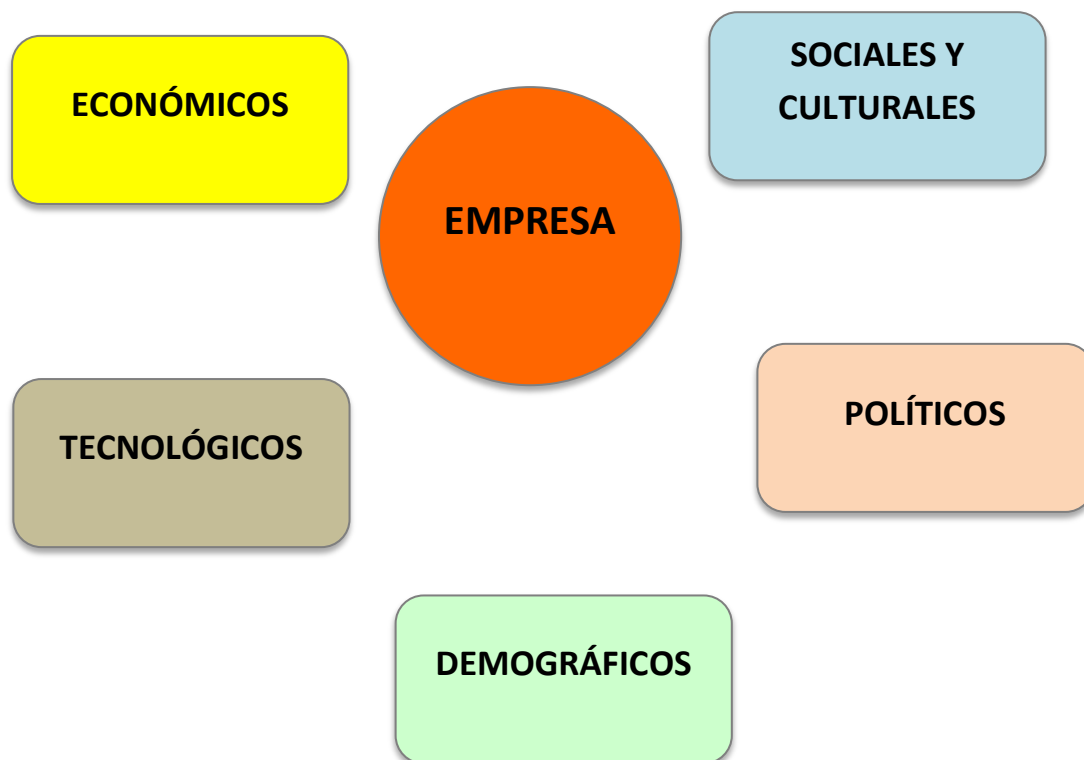 ECONÓMICOS
SOCIALES Y
CULTURALES
EMPRESA
TECNOLÓGICOS
POLÍTICOS
DEMOGRÁFICOS